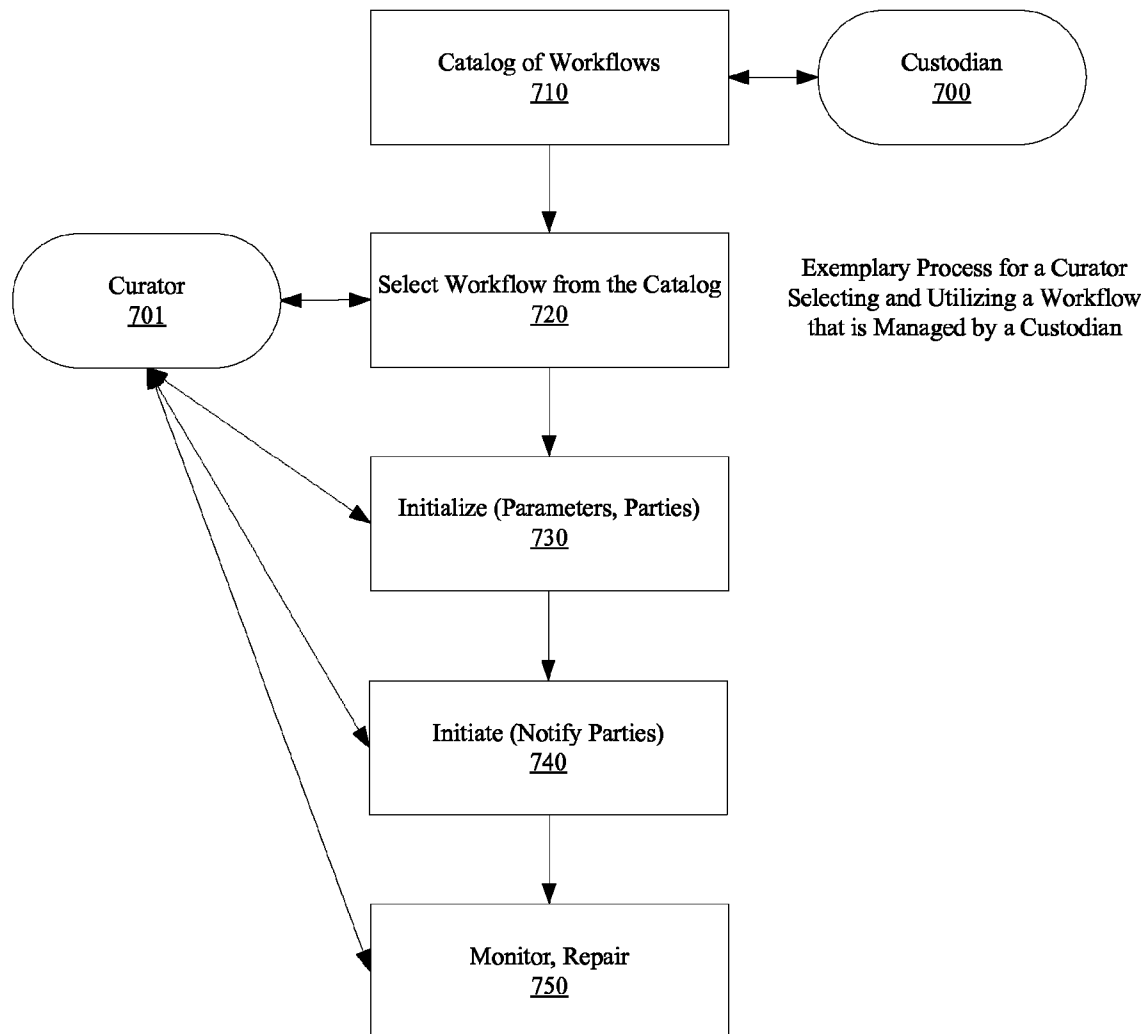 Catalog of Workflows
710
Custodian
700
Curator
701
Select Workflow from the Catalog
720
Exemplary Process for a Curator
Selecting and Utilizing a Workflow
that is Managed by a Custodian
Initialize (Parameters, Parties)
730
Initiate (Notify Parties)
740
Monitor, Repair
750